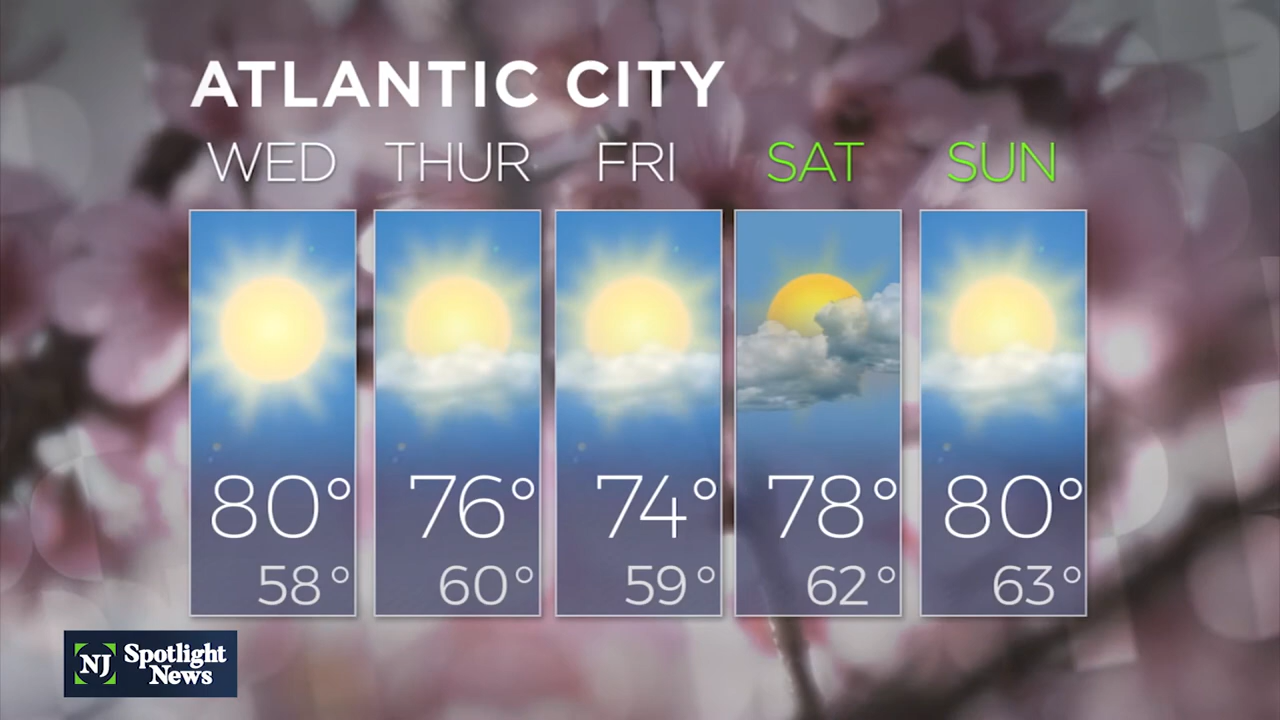 ATLANTIC CITY
WED THUR FRI SAT SUN
80° 76° 74° 78° 80°
58° 60° 59° 62° 63°
NJ Spotlight
News